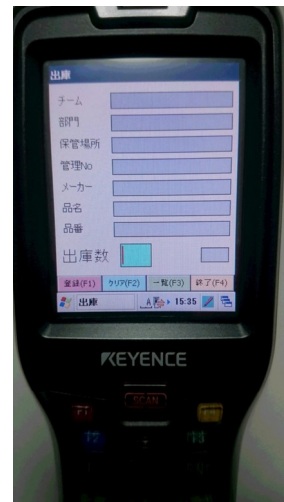 出庫
チーム
部門
保管場所
管理No
メーカー
品名
品番
出庫数
登録(F1) クリア(F2) 一覧(F3) 終了(F4)
出庫 A 15:35
KEYENCE
SCAN
F1